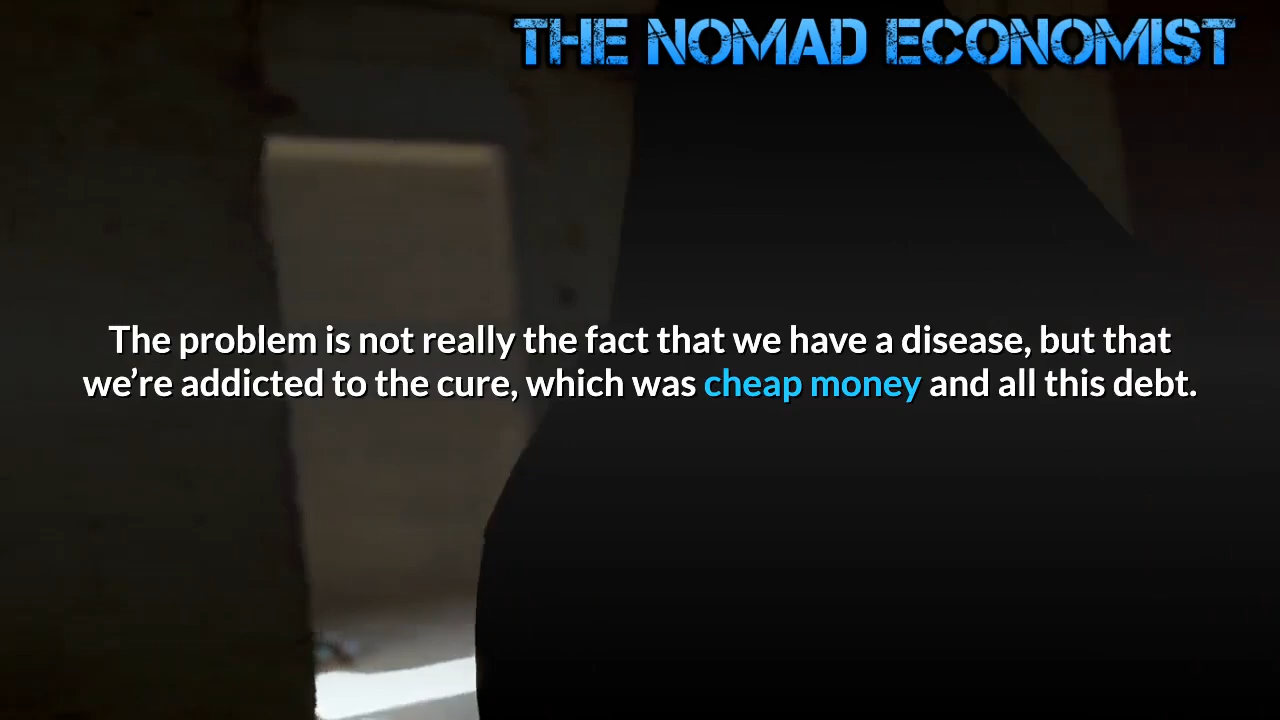 THE NOMAD ECONOMIST
The problem is not really the fact that we have a disease, but that
we’re addicted to the cure, which was cheap money and all this debt.